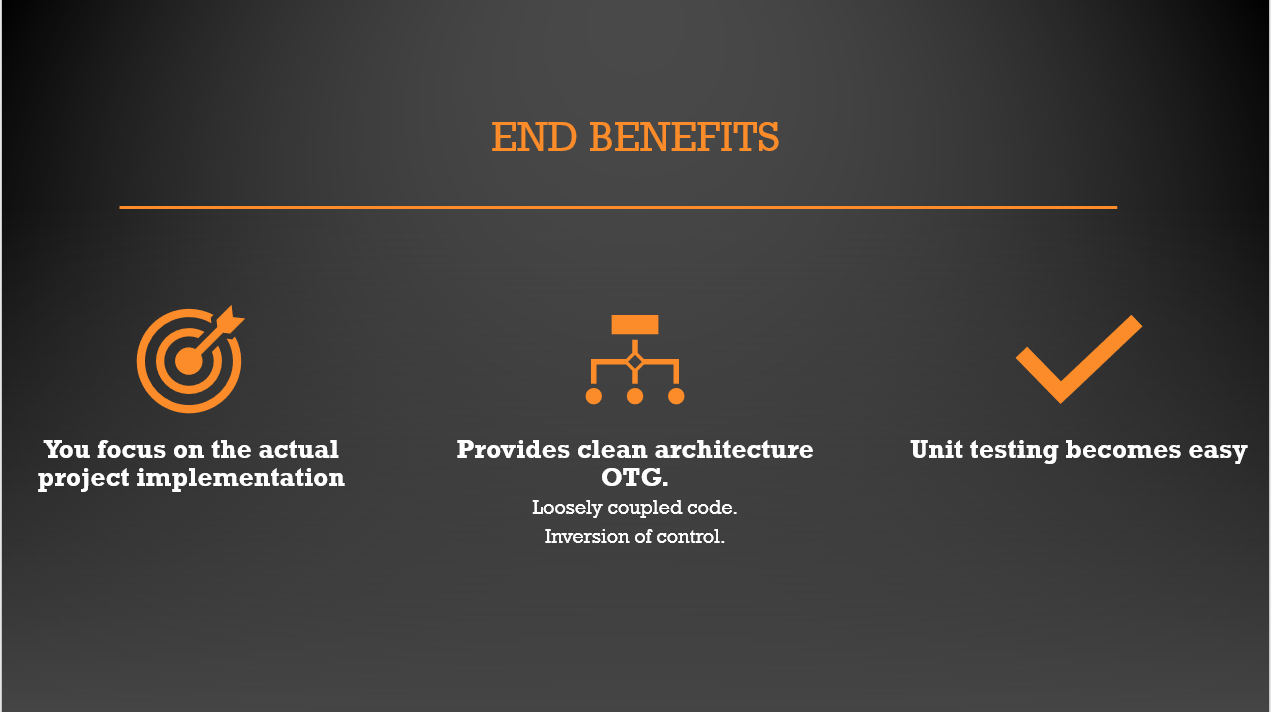 END BENEFITS
You focus on the actual
project implementation
Provides clean architecture
OTG.
Loosely coupled code.
Inversion of control.
Unit testing becomes easy